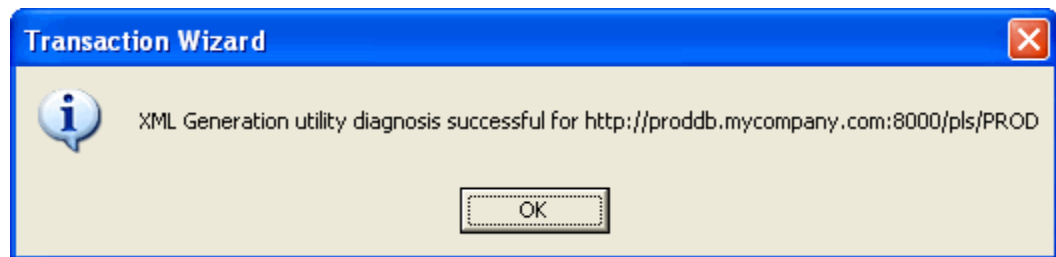 Transaction Wizard
XML Generation utility diagnosis successful for http://proddb.mycompany.com:8000/pls/PROD
OK